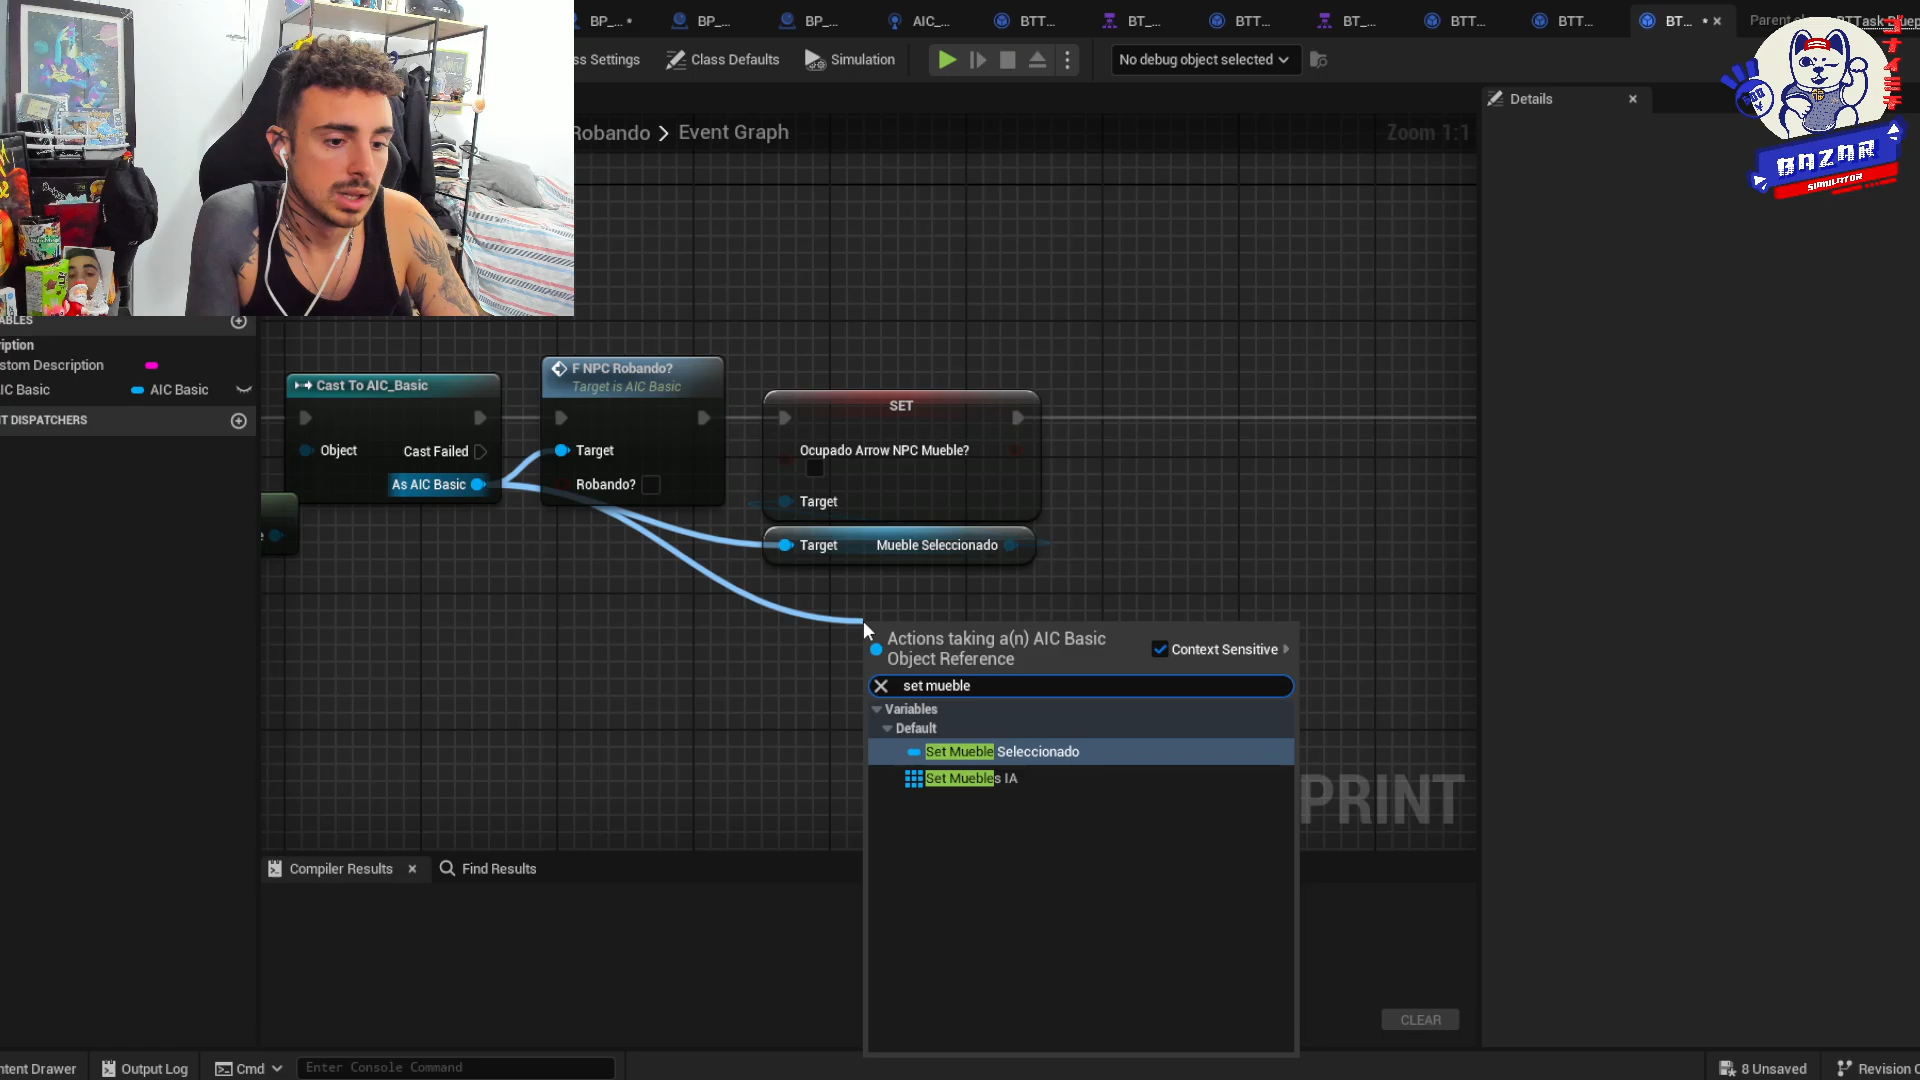 BP_... *
BP_...
BP_...
AIC_...
BTT...
BT_...
BTT...
BT_...
BTT...
BTT...
BT...
ss Settings
Class Defaults
Simulation
No debug object selected
Details
BAZAR
SIMULATOR
Robando > Event Graph
Zoom 1:1
ABLES
ription
stom Description
IC Basic
AIC Basic
T DISPATCHERS
Cast To AIC_Basic
Object
Cast Failed
As AIC Basic
F NPC Robando?
Target is AIC Basic
Target
Robando?
SET
Ocupado Arrow NPC Mueble?
Target
Target
Mueble Seleccionado
Actions taking a(n) AIC Basic
Object Reference
Context Sensitive
set mueble
Variables
Default
Set Mueble Seleccionado
Set Muebles IA
PRINT
Compiler Results
Find Results
CLEAR
ntent Drawer
Output Log
Cmd
Enter Console Command
8 Unsaved
Revision C